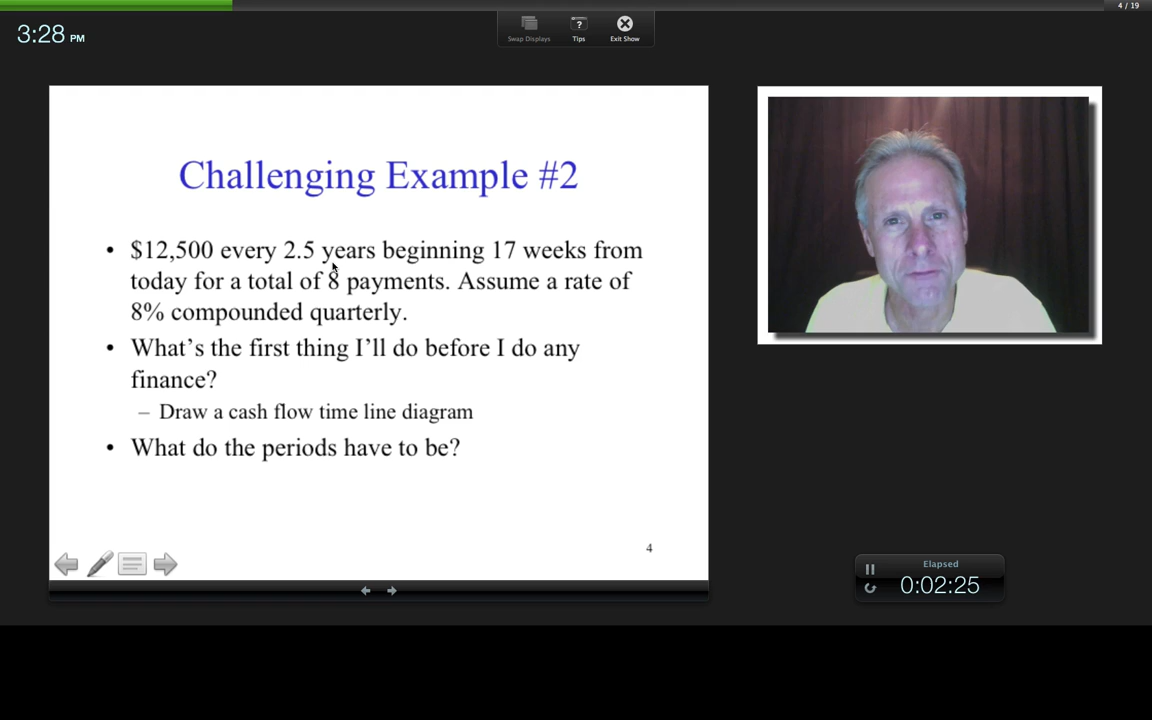 4 / 19
3:28 PM
Swap Displays
?
Tips
Exit Show
Challenging Example #2
• $12,500 every 2.5 years beginning 17 weeks from
today for a total of 8 payments. Assume a rate of
8% compounded quarterly.
• What's the first thing I'll do before I do any
finance?
– Draw a cash flow time line diagram
• What do the periods have to be?
4
Elapsed
0:02:25